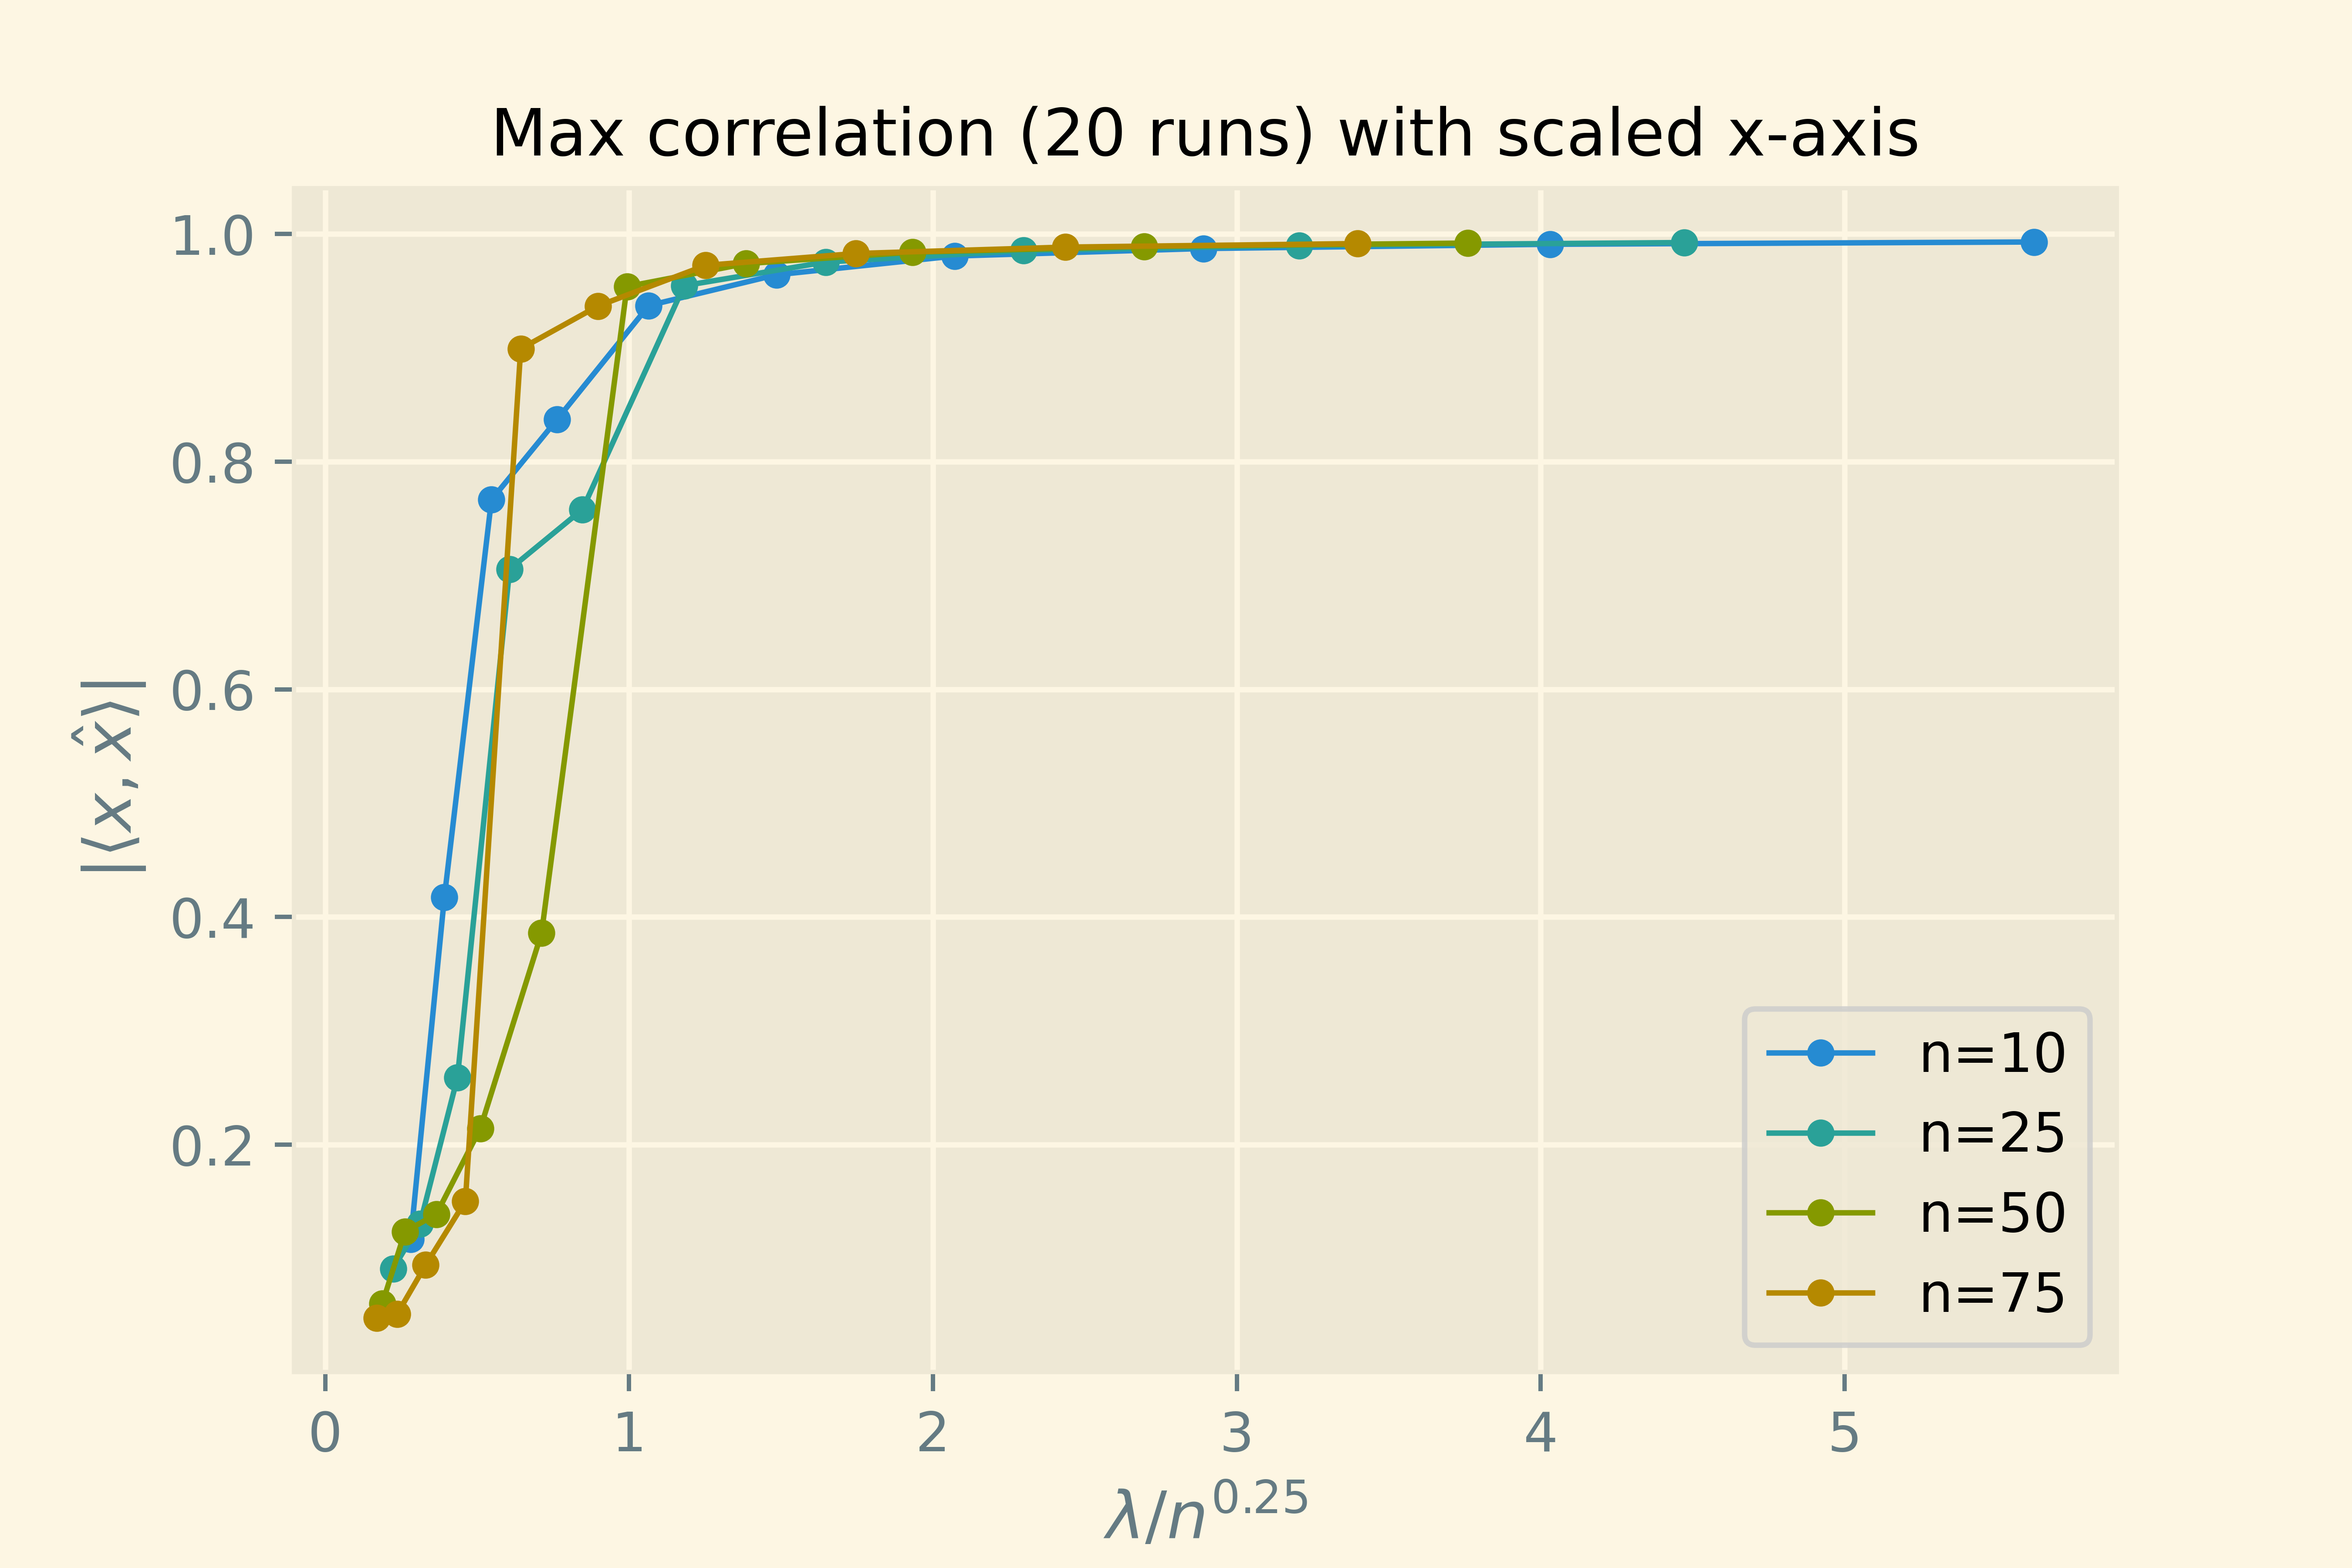 Max correlation (20 runs) with scaled x-axis
1.0
0.8
0.6
0.4
0.2
|⟨x, x̂⟩|
0 1 2 3 4 5
λ/n^0.25
n=10
n=25
n=50
n=75